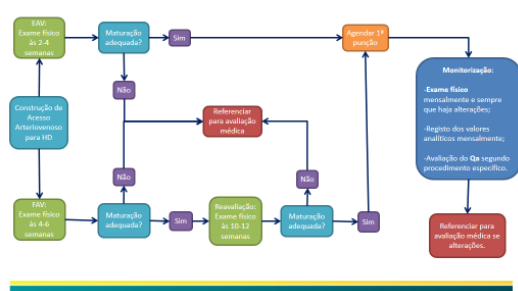 EAV:
Exame físico
às 2-4
semanas
Maturação
adequada?
Sim
Agendar 1ª
punção
Não
Construção de
Acesso
Arteriovenoso
para HD
Referenciar
para avaliação
médica
Monitorização:
-Exame físico
mensalmente e sempre
que haja alterações;
-Registo dos valores
analíticos mensalmente;
-Avaliação do Qa segundo
procedimento específico.
Não
Não
FAV:
Exame físico
às 4-6
semanas
Maturação
adequada?
Sim
Reavaliação:
Exame físico
às 10-12
semanas
Maturação
adequada?
Sim
Referenciar para
avaliação médica se
alterações.